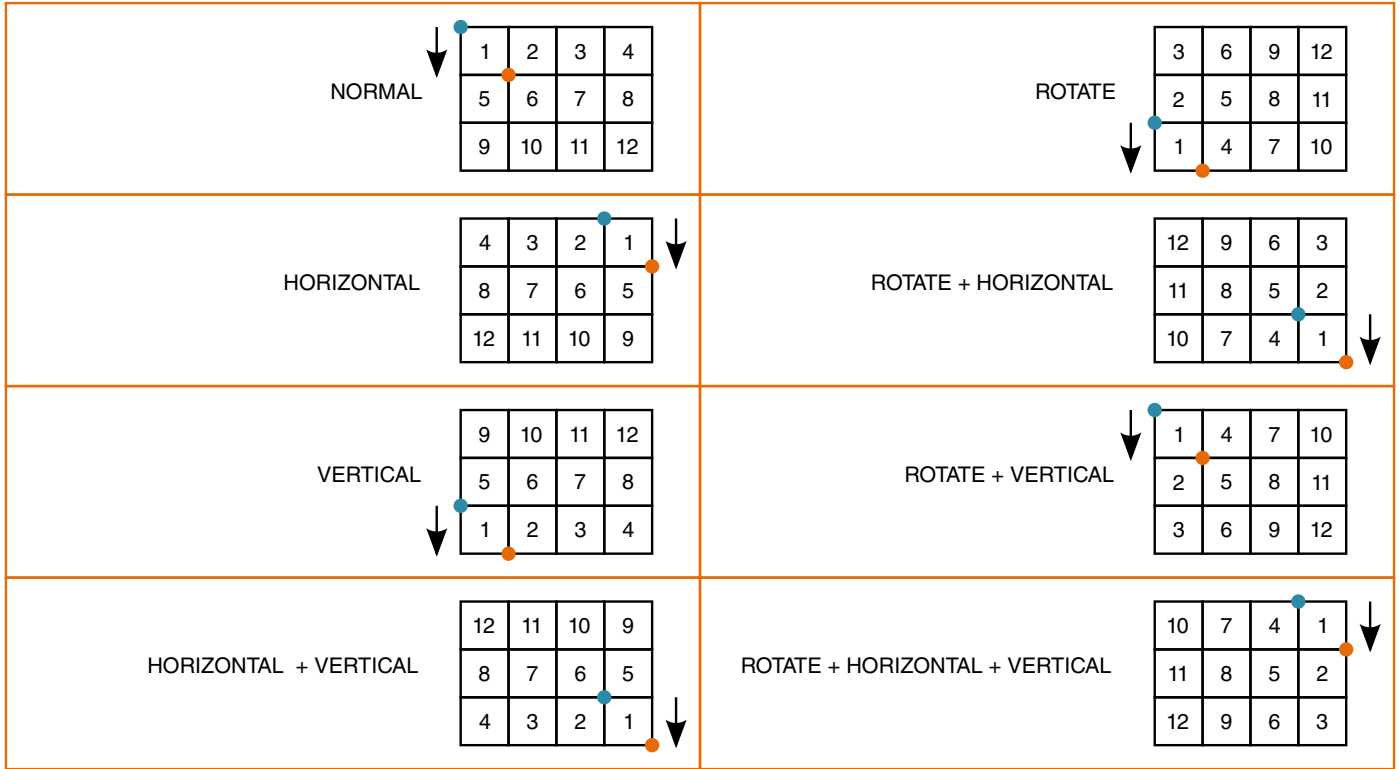 NORMAL
1 2 3 4
5 6 7 8
9 10 11 12
ROTATE
3 6 9 12
2 5 8 11
1 4 7 10
HORIZONTAL
4 3 2 1
8 7 6 5
12 11 10 9
ROTATE + HORIZONTAL
12 9 6 3
11 8 5 2
10 7 4 1
VERTICAL
9 10 11 12
5 6 7 8
1 2 3 4
ROTATE + VERTICAL
1 4 7 10
2 5 8 11
3 6 9 12
HORIZONTAL + VERTICAL
12 11 10 9
8 7 6 5
4 3 2 1
ROTATE + HORIZONTAL + VERTICAL
10 7 4 1
11 8 5 2
12 9 6 3